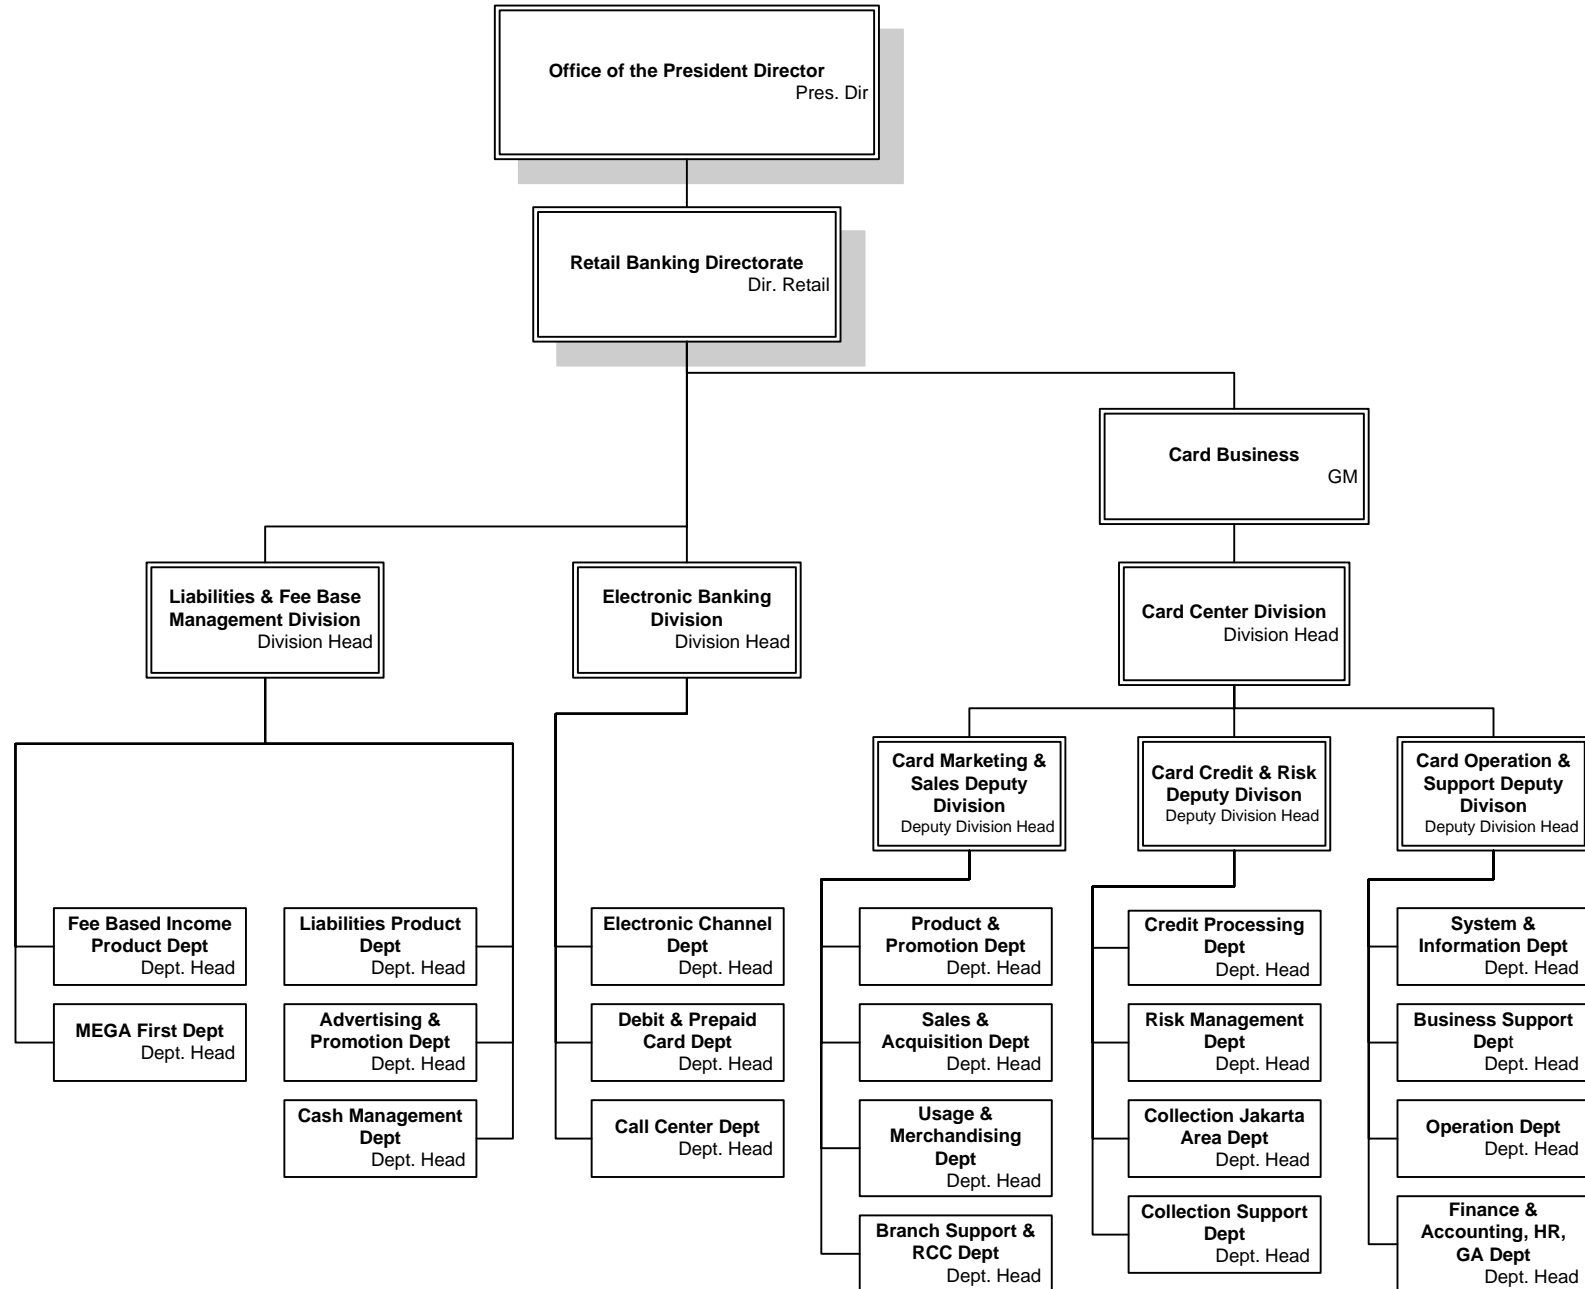 Office of the President Director
Pres. Dir
Retail Banking Directorate
Dir. Retail
Card Business
GM
Liabilities & Fee Base
Management Division
Division Head
Electronic Banking
Division
Division Head
Card Center Division
Division Head
Card Marketing &
Sales Deputy
Division
Deputy Division Head
Card Credit & Risk
Deputy Divison
Deputy Division Head
Card Operation &
Support Deputy
Divison
Deputy Division Head
Fee Based Income
Product Dept
Dept. Head
MEGA First Dept
Dept. Head
Liabilities Product
Dept
Dept. Head
Advertising &
Promotion Dept
Dept. Head
Cash Management
Dept
Dept. Head
Electronic Channel
Dept
Dept. Head
Debit & Prepaid
Card Dept
Dept. Head
Call Center Dept
Dept. Head
Product &
Promotion Dept
Dept. Head
Sales &
Acquisition Dept
Dept. Head
Usage &
Merchandising
Dept
Dept. Head
Branch Support &
RCC Dept
Dept. Head
Credit Processing
Dept
Dept. Head
Risk Management
Dept
Dept. Head
Collection Jakarta
Area Dept
Dept. Head
Collection Support
Dept
Dept. Head
System &
Information Dept
Dept. Head
Business Support
Dept
Dept. Head
Operation Dept
Dept. Head
Finance &
Accounting, HR,
GA Dept
Dept. Head